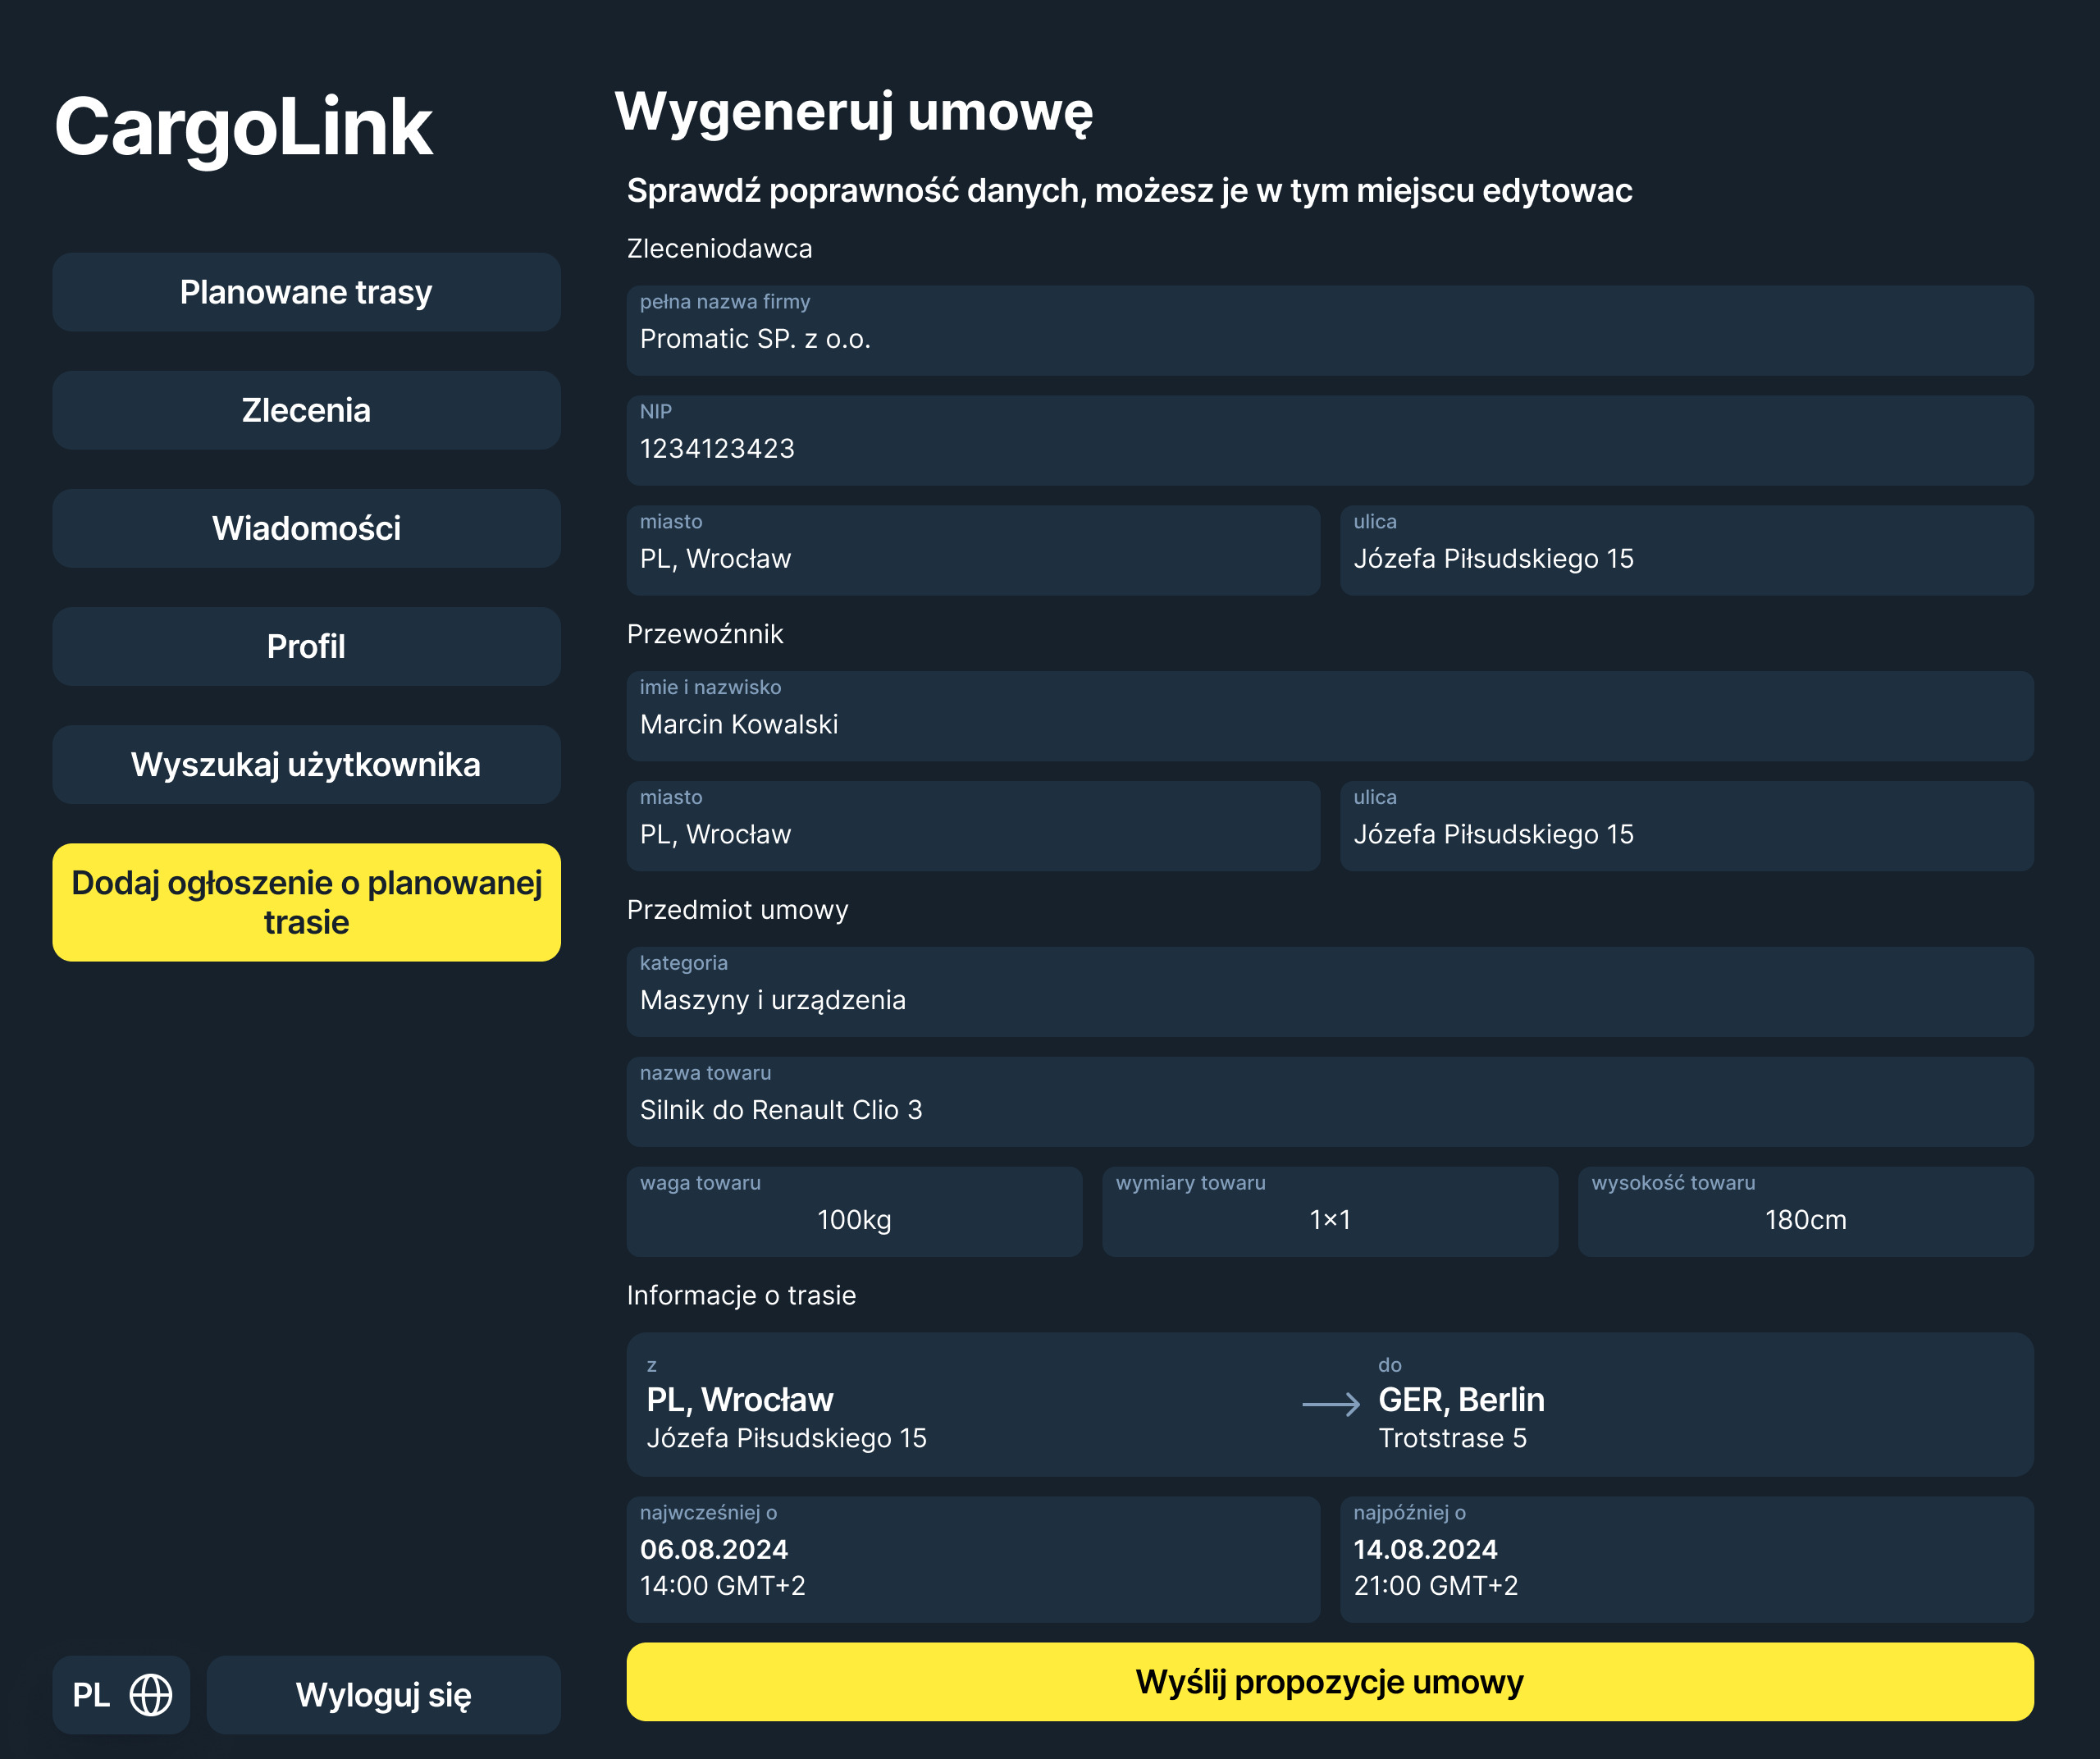 CargoLink
Planowane trasy
Zlecenia
Wiadomości
Profil
Wyszukaj użytkownika
Dodaj ogłoszenie o planowanej
trasie
PL
Wyloguj się
Wygeneruj umowę
Sprawdź poprawność danych, możesz je w tym miejscu edytowac
Zleceniodawca
pełna nazwa firmy
Promatic SP. z o.o.
NIP
1234123423
miasto
PL, Wrocław
ulica
Józefa Piłsudskiego 15
Przewoźnnik
imie i nazwisko
Marcin Kowalski
miasto
PL, Wrocław
ulica
Józefa Piłsudskiego 15
Przedmiot umowy
kategoria
Maszyny i urządzenia
nazwa towaru
Silnik do Renault Clio 3
waga towaru
100kg
wymiary towaru
1×1
wysokość towaru
180cm
Informacje o trasie
z
PL, Wrocław
Józefa Piłsudskiego 15
do
GER, Berlin
Trotstrase 5
najwcześniej o
06.08.2024
14:00 GMT+2
najpóźniej o
14.08.2024
21:00 GMT+2
Wyślij propozycje umowy